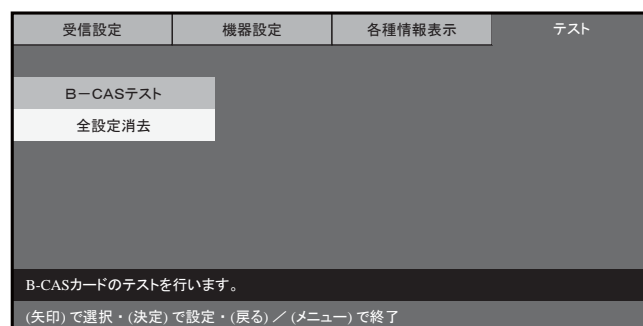 受信設定 機器設定 各種情報表示 テスト
B－CASテスト
全設定消去
B-CASカードのテストを行います。
(矢印) で選択・(決定) で設定・(戻る) ／ (メニュー) で終了